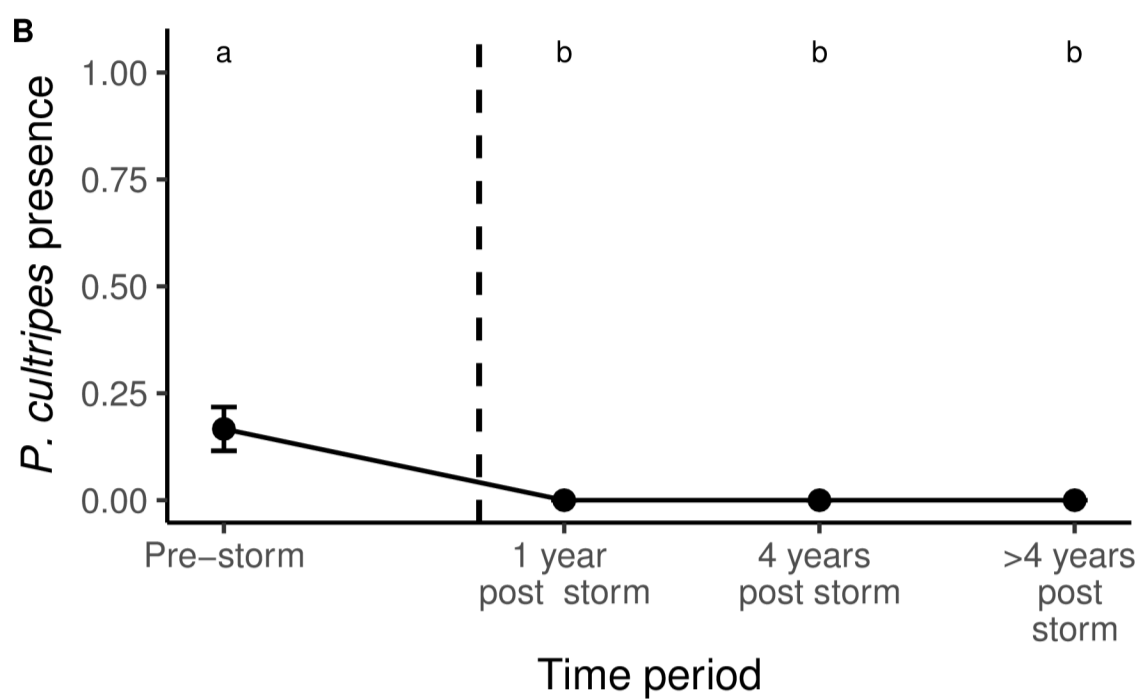 B
a b b b
1.00
0.75
0.50
0.25
0.00
P. cultripes presence
Pre−storm
1 year
post  storm
4 years
post storm
>4 years
post
storm
Time period